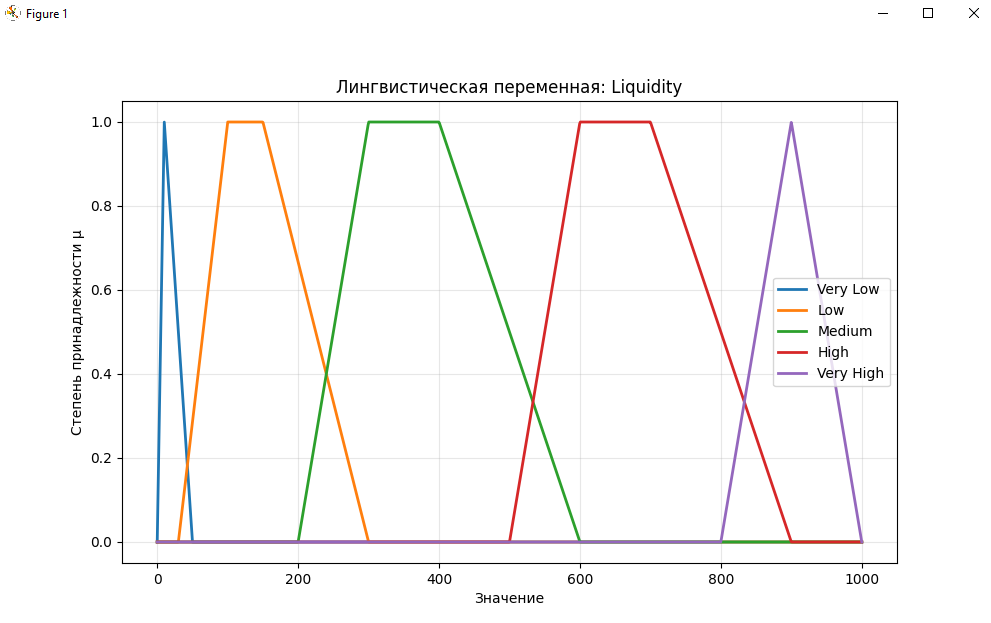 Figure 1
Лингвистическая переменная: Liquidity
Степень принадлежности μ
1.0
0.8
0.6
0.4
0.2
0.0
Very Low
Low
Medium
High
Very High
0 200 400 600 800 1000
Значение